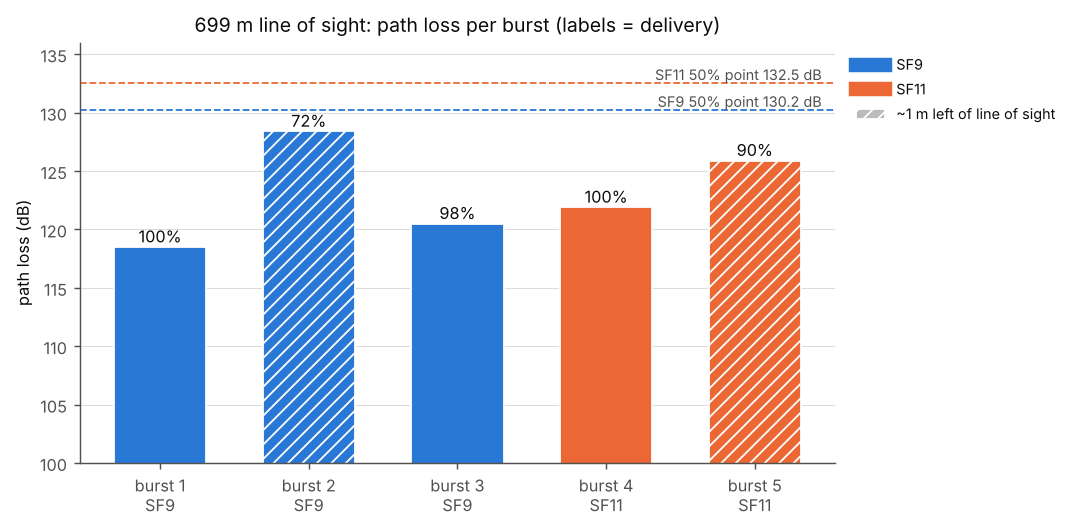 699 m line of sight: path loss per burst (labels = delivery)
path loss (dB)
135
130
125
120
115
110
105
100
SF11 50% point 132.5 dB
SF9 50% point 130.2 dB
100%
72%
98%
100%
90%
burst 1
SF9
burst 2
SF9
burst 3
SF9
burst 4
SF11
burst 5
SF11
SF9
SF11
~1 m left of line of sight